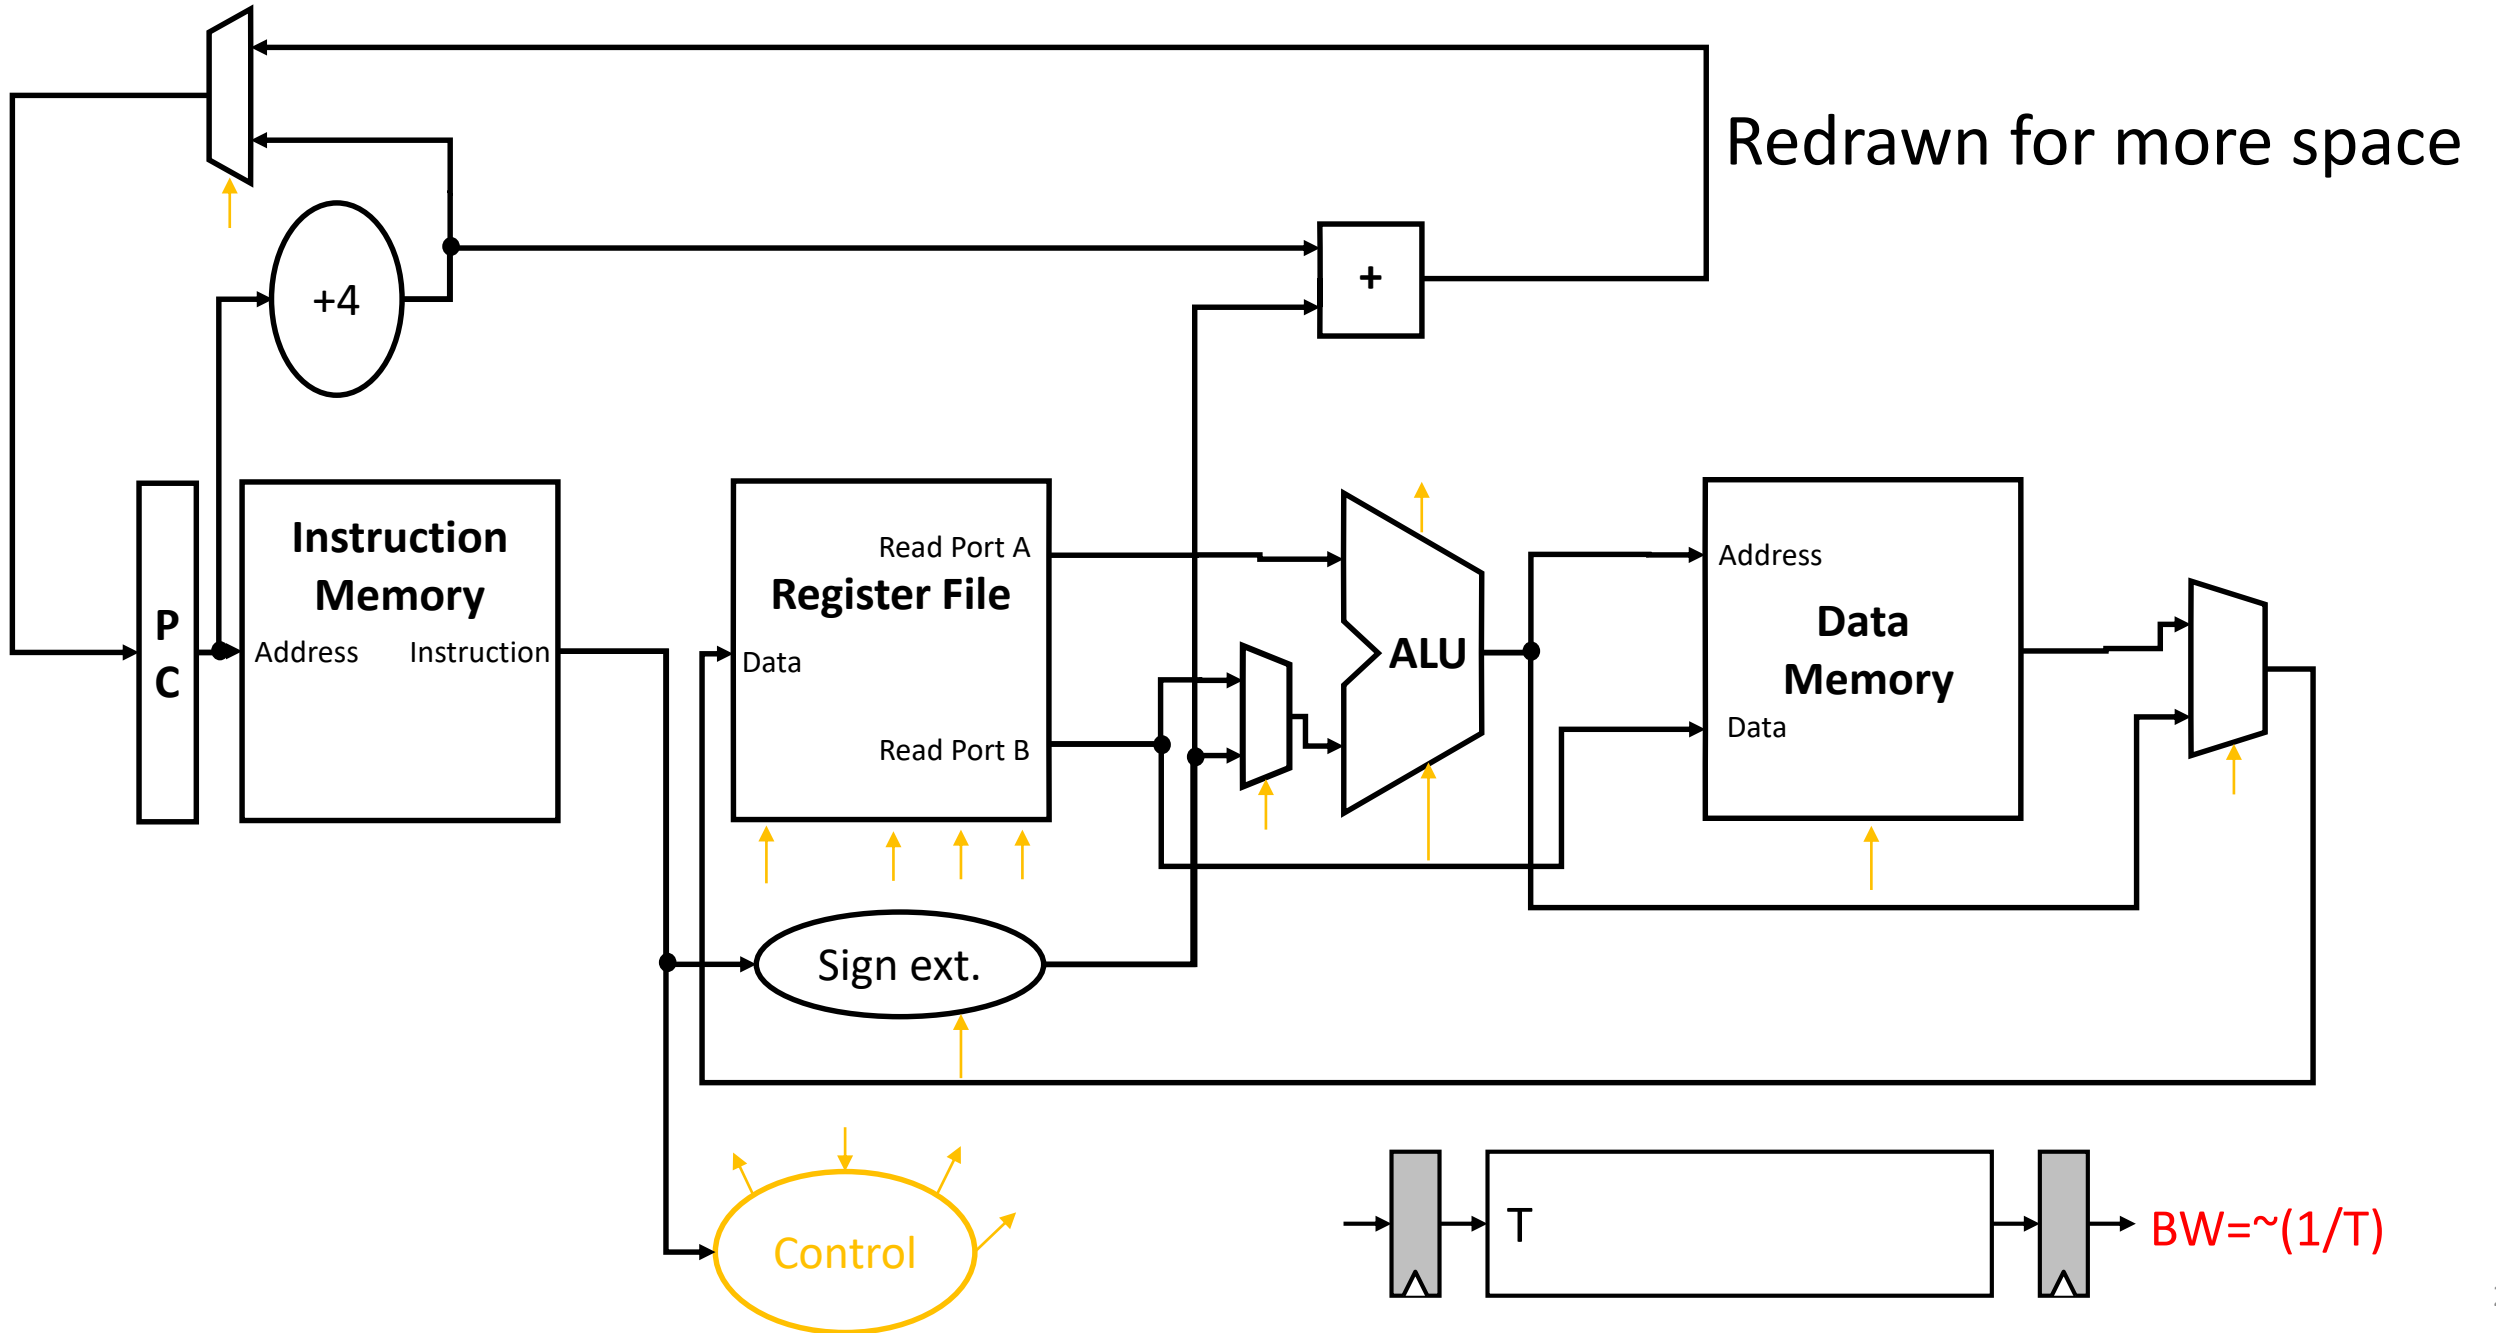 Redrawn for more space
+
+4
Instruction
Memory
Address
Instruction
P
C
Read Port A
Register File
Data
Read Port B
ALU
Address
Data
Memory
Data
Sign ext.
Control
T
BW=~(1/T)